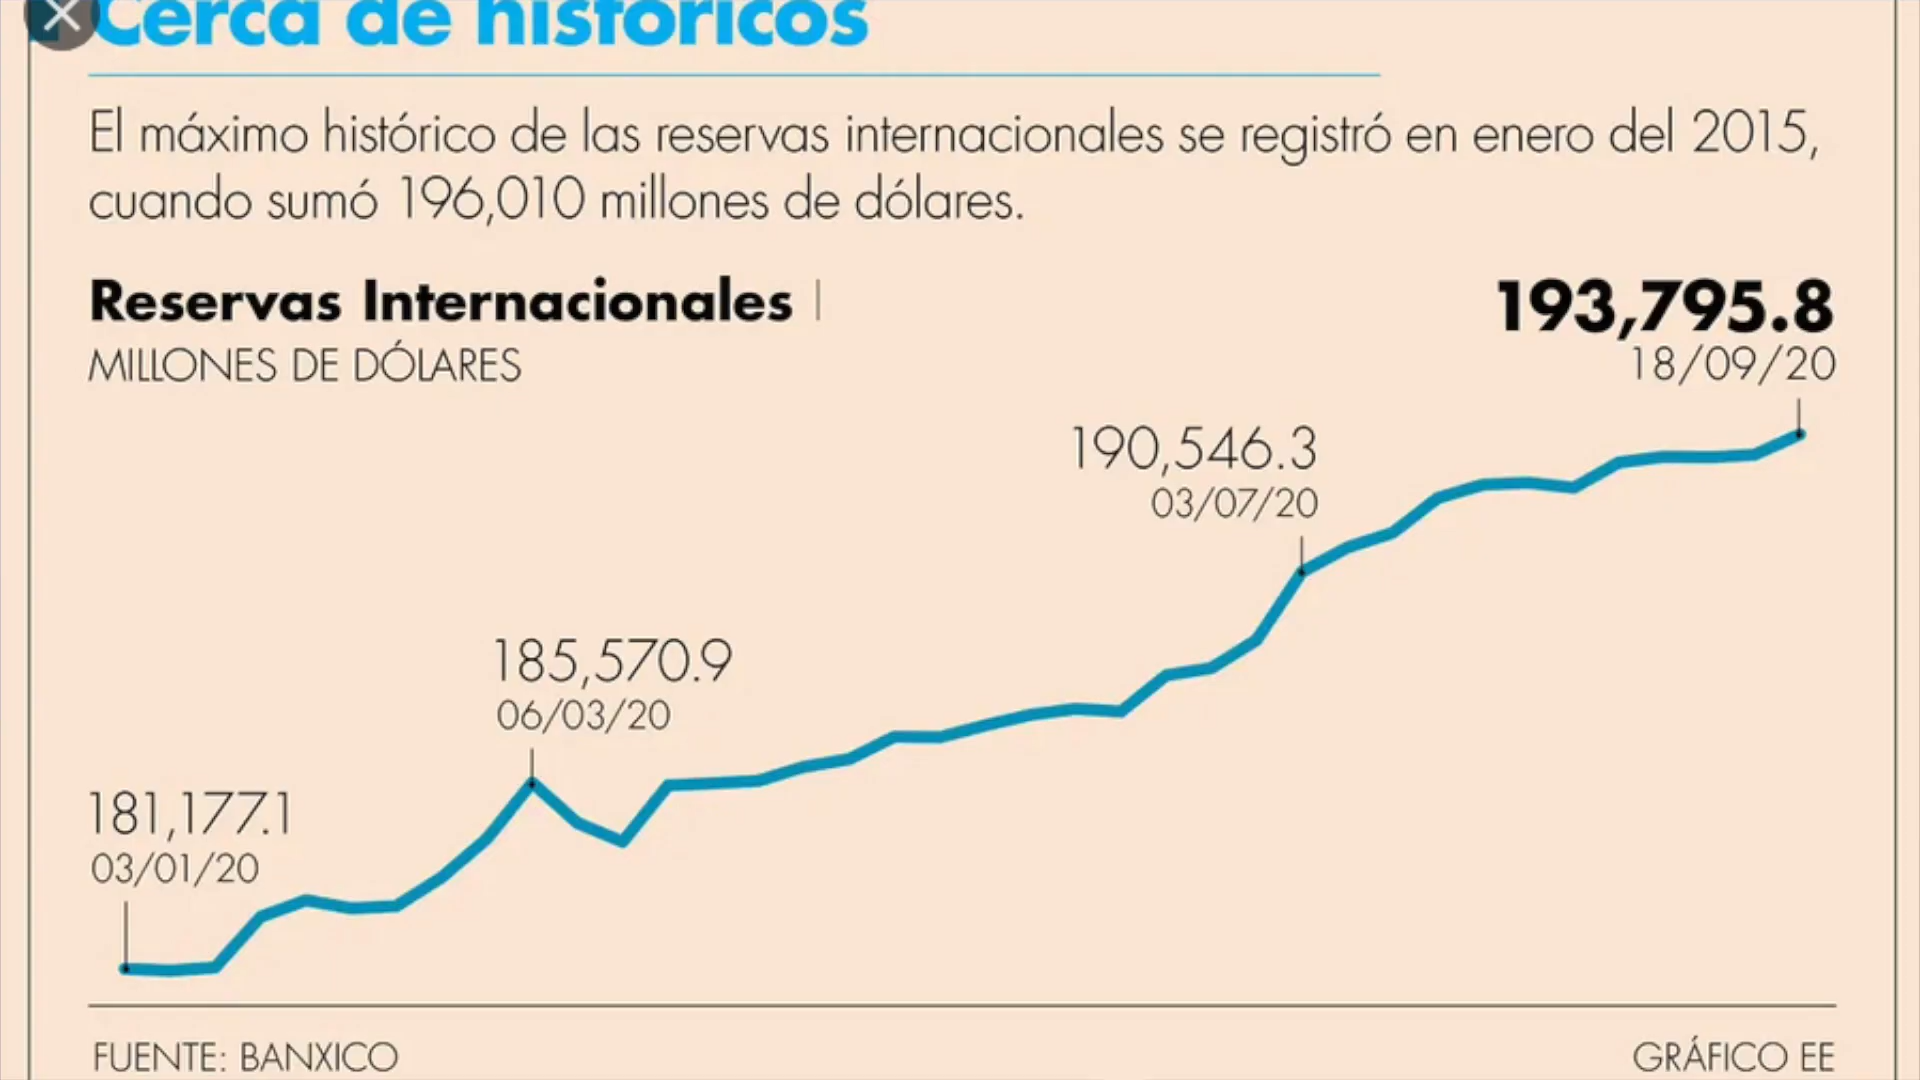 Cerca de históricos
El máximo histórico de las reservas internacionales se registró en enero del 2015,
cuando sumó 196,010 millones de dólares.
Reservas Internacionales |
MILLONES DE DÓLARES
193,795.8
18/09/20
190,546.3
03/07/20
185,570.9
06/03/20
181,177.1
03/01/20
FUENTE: BANXICO
GRÁFICO EE